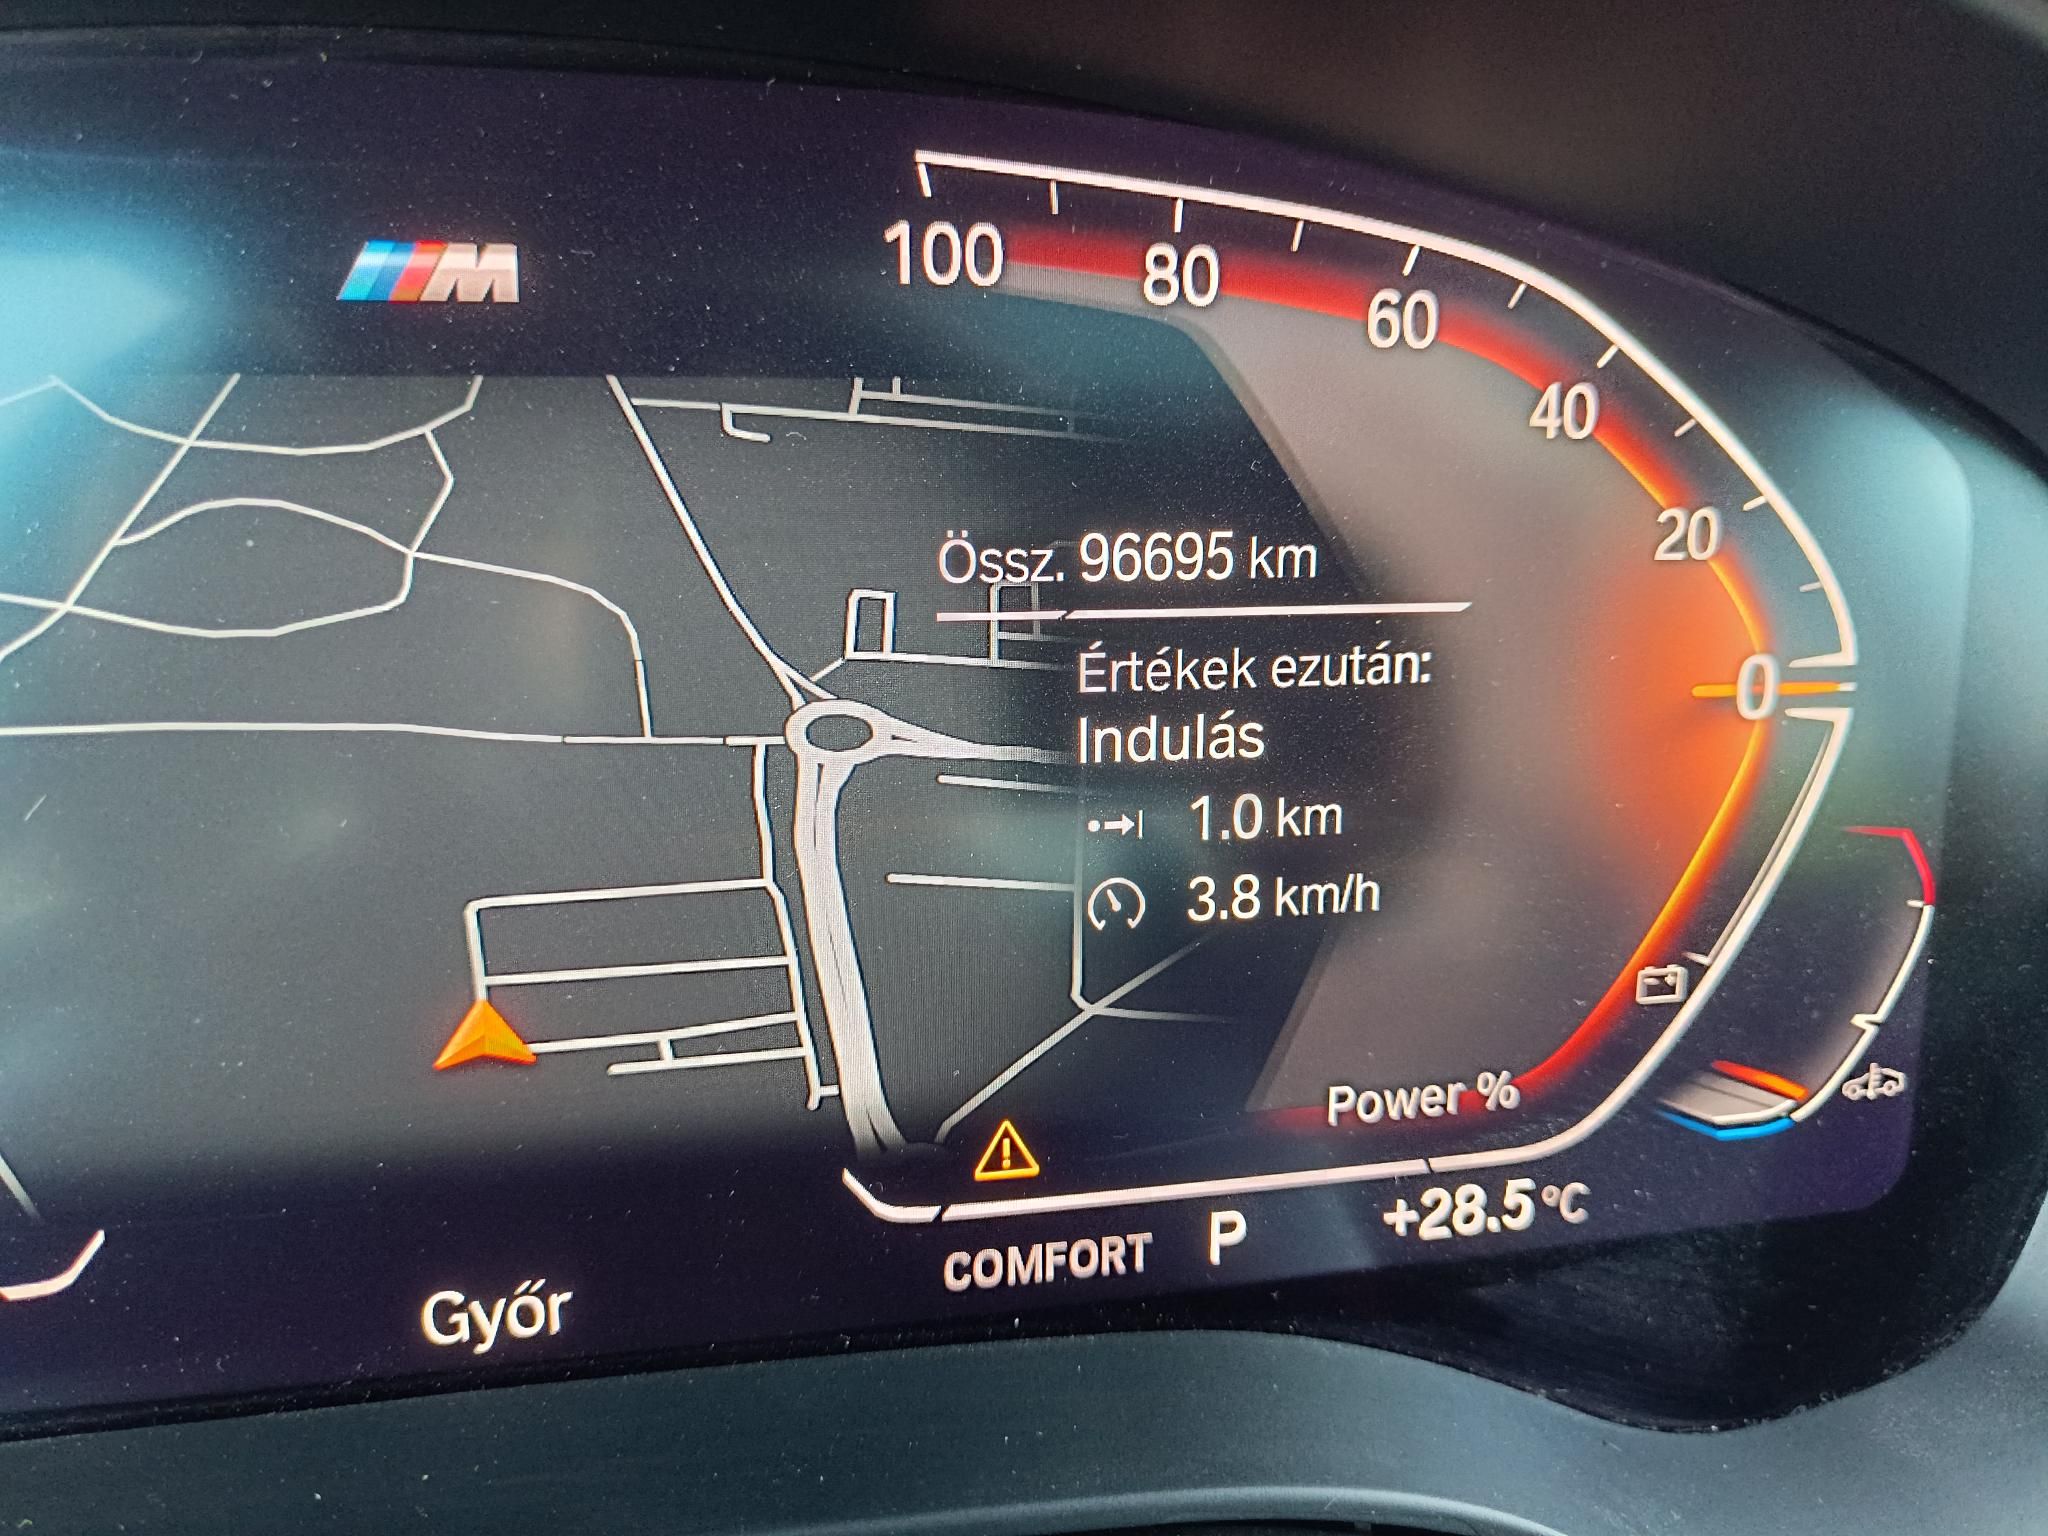 M
100
80
60
40
20
0
Össz. 96695 km
Értékek ezután:
Indulás
1.0 km
3.8 km/h
Power %
COMFORT P +28.5 °C
Győr